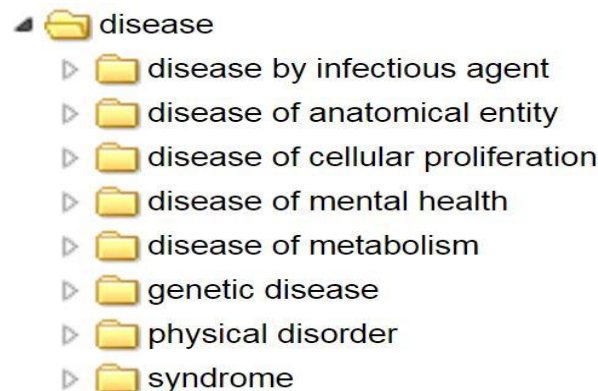 disease
disease by infectious agent
disease of anatomical entity
disease of cellular proliferation
disease of mental health
disease of metabolism
genetic disease
physical disorder
syndrome